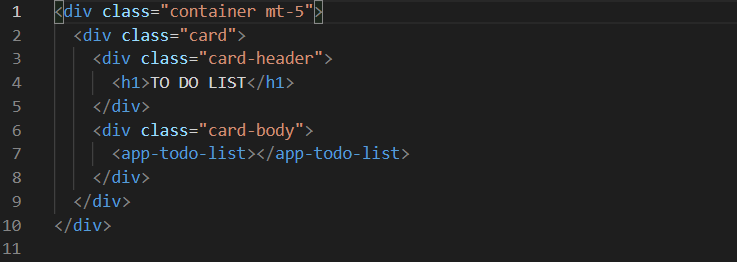 1 <div class="container mt-5">
2   <div class="card">
3     <div class="card-header">
4       <h1>TO DO LIST</h1>
5     </div>
6     <div class="card-body">
7       <app-todo-list></app-todo-list>
8     </div>
9   </div>
10 </div>
11